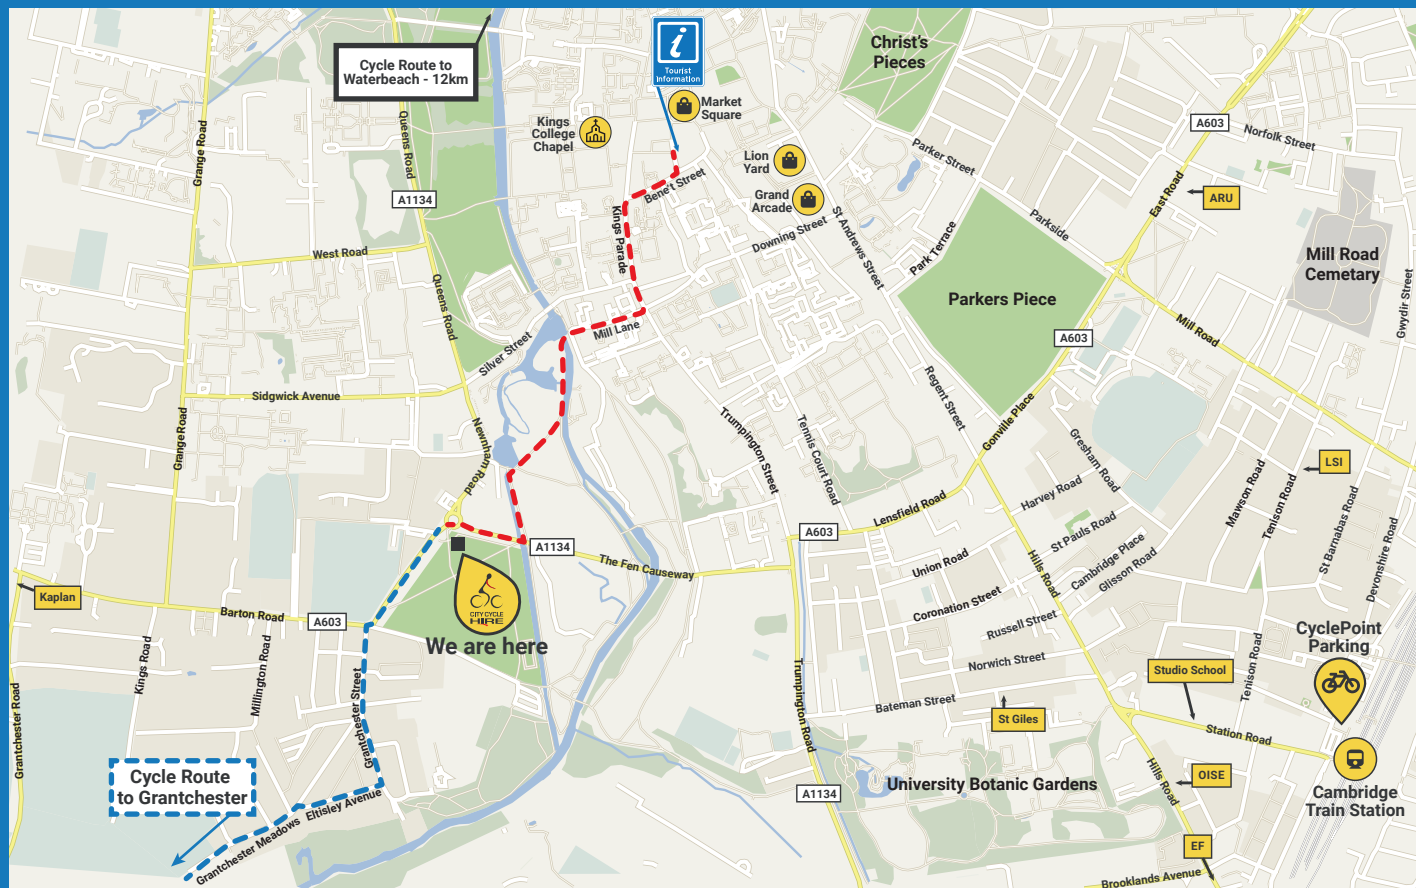 Cycle Route to
Waterbeach - 12km
i
Tourist
Information
Market
Square
Kings
College
Chapel
Christ's
Pieces
Lion
Yard
Grand
Arcade
A603
Norfolk Street
Parker Street
East Road
ARU
Grange Road
Queens Road
A1134
West Road
Queens Road
Bene't Street
Kings Parade
Downing Street
St Andrews Street
Park Terrace
Parkside
Parkers Piece
Mill Road
Cemetary
Gwydir Street
A603
Mill Road
Mill Lane
Silver Street
Sidgwick Avenue
Grange Road
Newnham Road
Trumpington Street
Tennis Court Road
Regent Street
Gonville Place
Gresham Road
Harvey Road
St Pauls Road
Cambridge Place
Glisson Road
Mawson Road
Tenison Road
LSI
St Barnabas Road
Devonshire Road
Lensfield Road
A603
A1134
The Fen Causeway
Union Road
Hills Road
Coronation Street
Russell Street
Norwich Street
Bateman Street
St Giles
Kaplan
Barton Road
A603
CITY CYCLE
HIRE
We are here
Kings Road
Millington Road
Grantchester Street
Grantchester Road
Trumpington Road
Tenison Road
CyclePoint
Parking
Studio School
Station Road
Cambridge
Train Station
OISE
Hills Road
University Botanic Gardens
A1134
EF
Brooklands Avenue
Cycle Route
to Grantchester
Eltisley Avenue
Grantchester Meadows